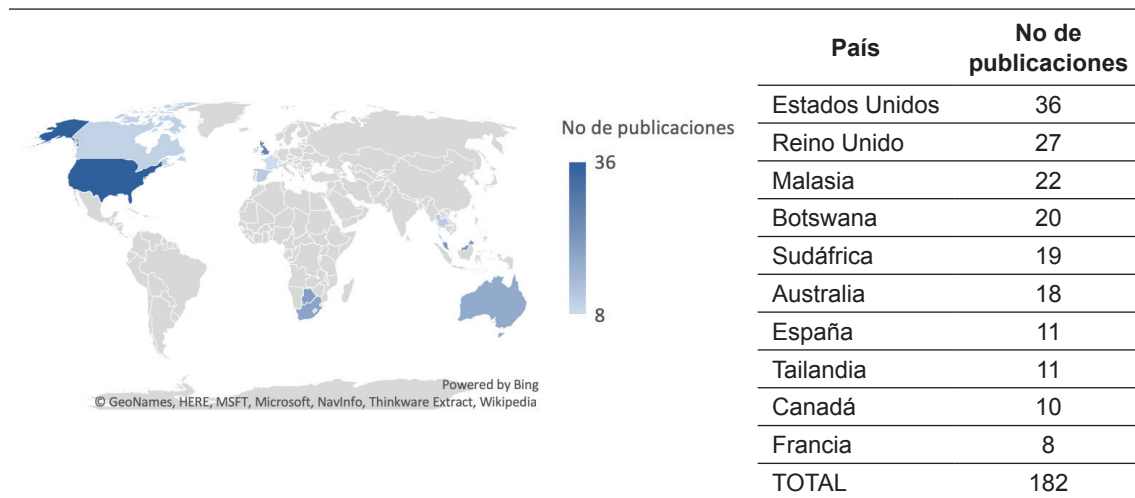 No de publicaciones
36
8
Powered by Bing
© GeoNames, HERE, MSFT, Microsoft, NavInfo, Thinkware Extract, Wikipedia
País No de publicaciones
Estados Unidos 36
Reino Unido 27
Malasia 22
Botswana 20
Sudáfrica 19
Australia 18
España 11
Tailandia 11
Canadá 10
Francia 8
TOTAL 182